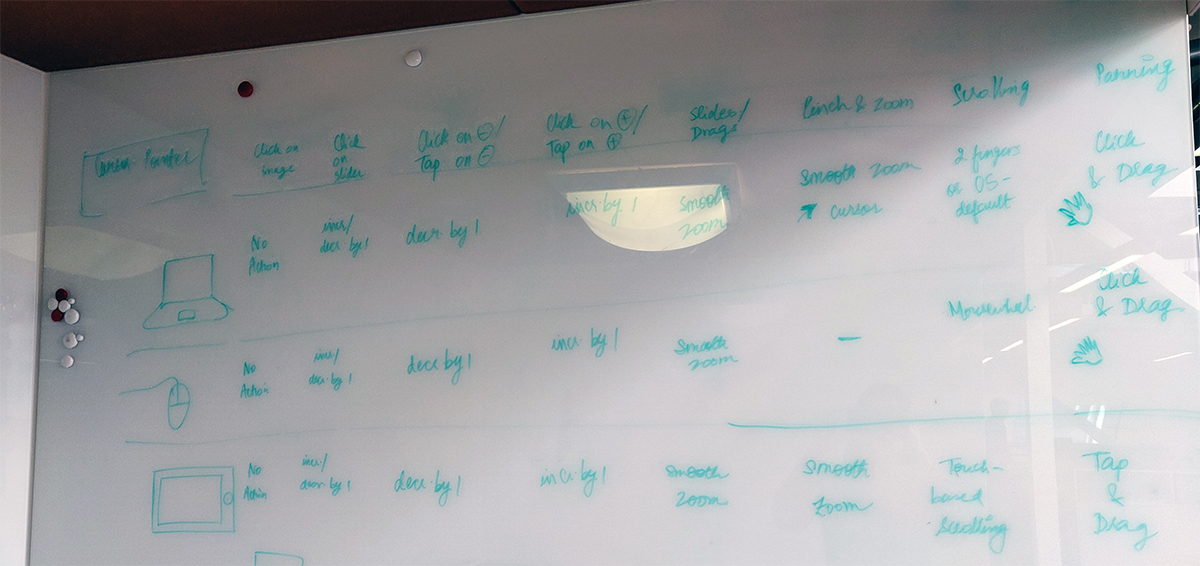 Cursor Pointer
Click on
image
Click
on
slider
Click on ⊖/
Tap on ⊖
Click on ⊕/
Tap on ⊕
Slides/
Drags
Pinch & Zoom
Scrolling
Panning
No
Action
incr/
decr. by 1
decr. by 1
incr. by 1
Smooth
Zoom
Smooth Zoom
cursor
2 fingers
or OS-
default
Click
& Drag
No
Action
incr/
decr. by 1
decr by 1
incr. by 1
Smooth
Zoom
—
Mousewheel
Click
& Drag
No
Action
incr/
decr. by 1
decr. by 1
incr. by 1
Smooth
Zoom
Smooth
Zoom
Touch-
based
Scrolling
Tap
&
Drag